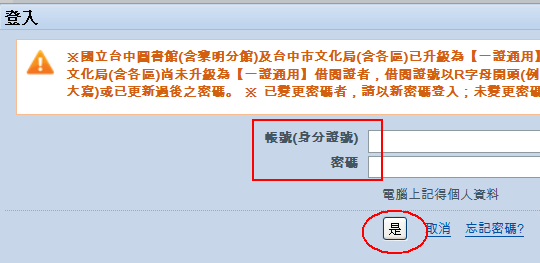 登入
※國立台中圖書館(含黎明分館)及台中市文化局(含各區)已升級為【一證通用】
文化局(含各區)尚未升級為【一證通用】借閱證者，借閱證號以R字母開頭(例
大寫)或已更新過後之密碼。 ※ 已變更密碼者，請以新密碼登入；未變更密碼
帳號(身分證號)
密碼
電腦上記得個人資料
是 取消 忘記密碼?